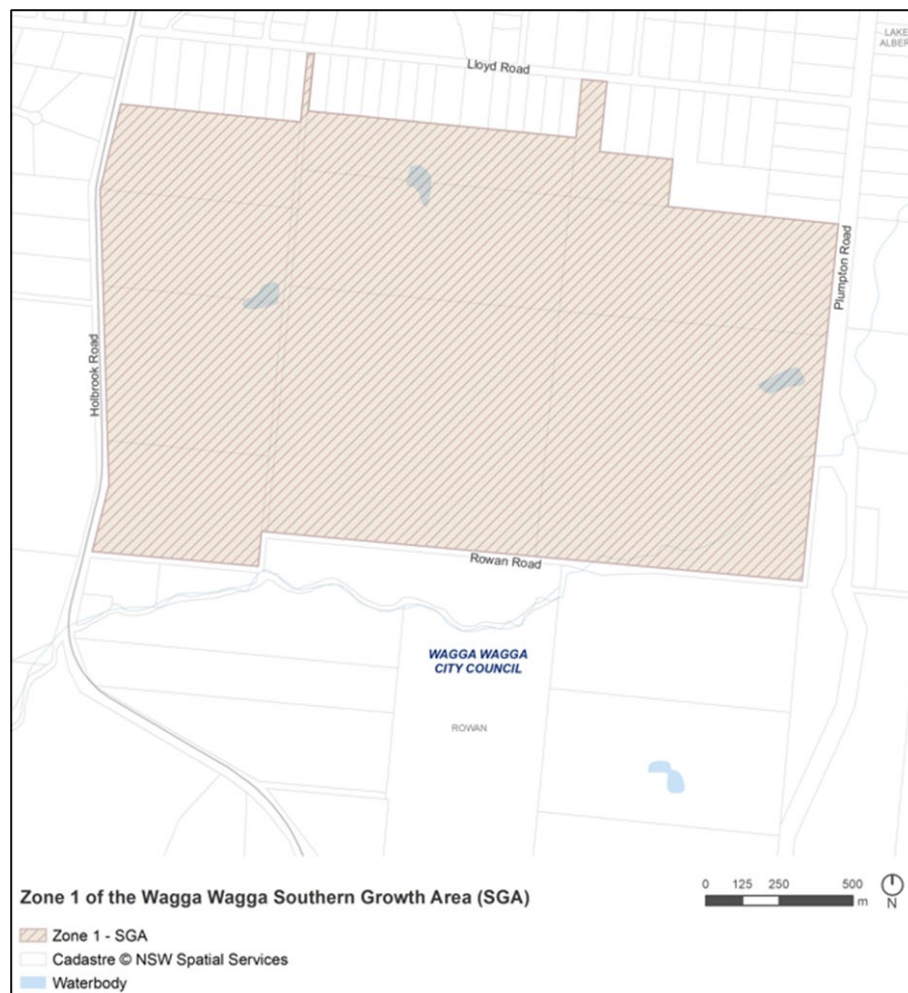 LAKE
ALBER
Lloyd Road
Plumpton Road
Holbrook Road
Rowan Road
WAGGA WAGGA
CITY COUNCIL
ROWAN
Zone 1 of the Wagga Wagga Southern Growth Area (SGA)
0 125 250 500
m
N
Zone 1 - SGA
Cadastre © NSW Spatial Services
Waterbody